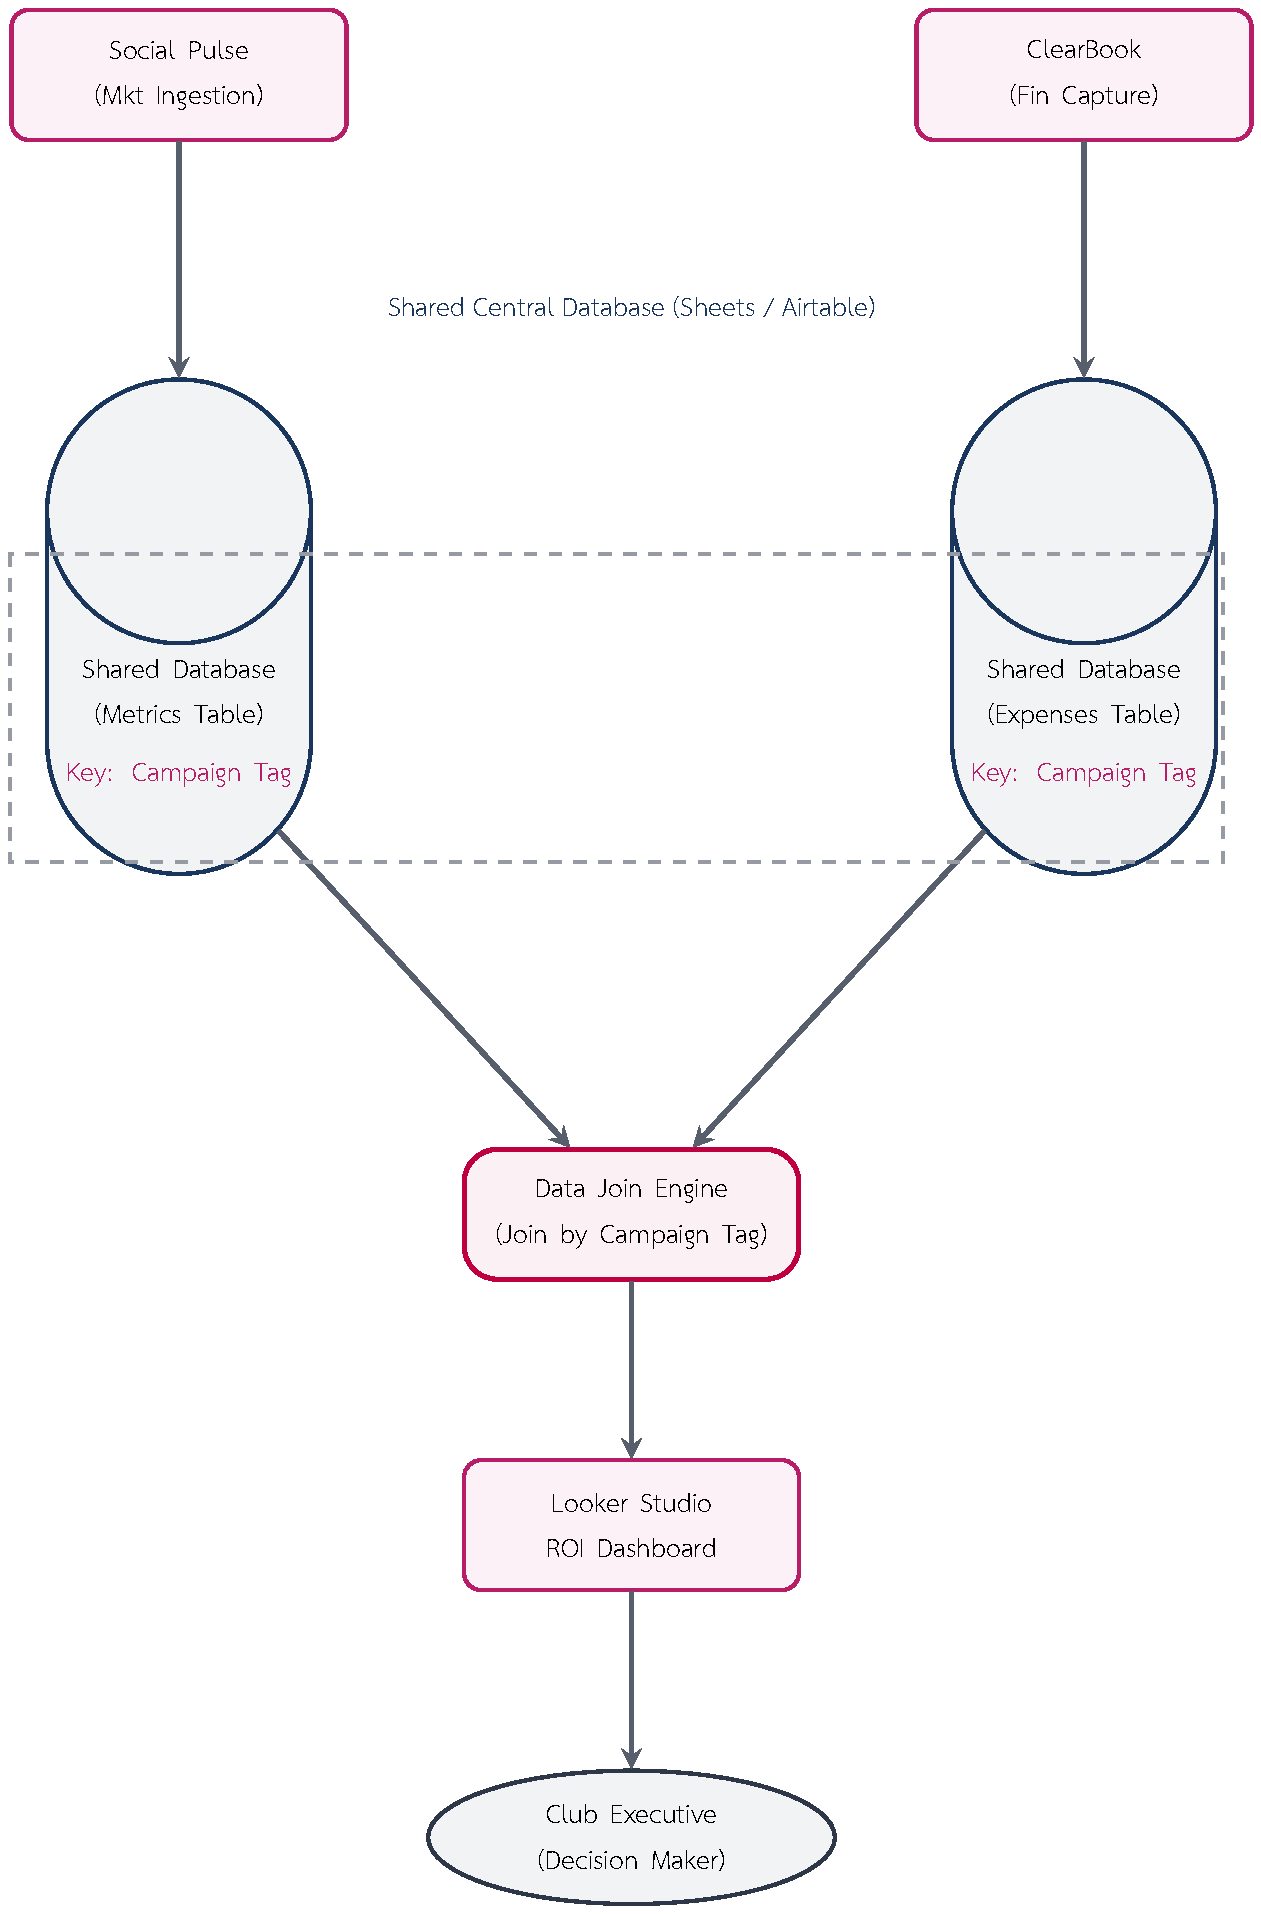 Social Pulse
(Mkt Ingestion)
ClearBook
(Fin Capture)
Shared Central Database (Sheets / Airtable)
Shared Database
(Metrics Table)
Key: Campaign Tag
Shared Database
(Expenses Table)
Key: Campaign Tag
Data Join Engine
(Join by Campaign Tag)
Looker Studio
ROI Dashboard
Club Executive
(Decision Maker)